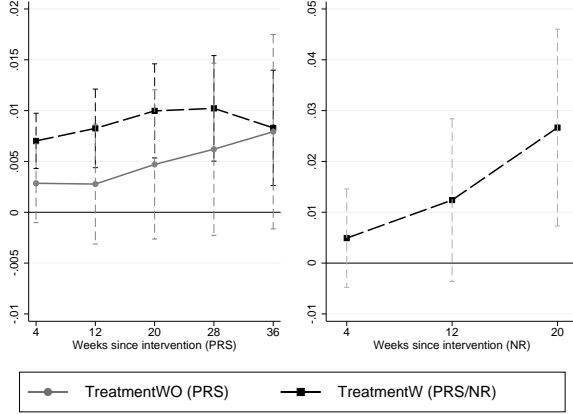 .02
.015
.01
.005
0
-.005
-.01
4 12 20 28 36
Weeks since intervention (PRS)
.05
.04
.03
.02
.01
0
-.01
4 12 20
Weeks since intervention (NR)
TreatmentWO (PRS) TreatmentW (PRS/NR)